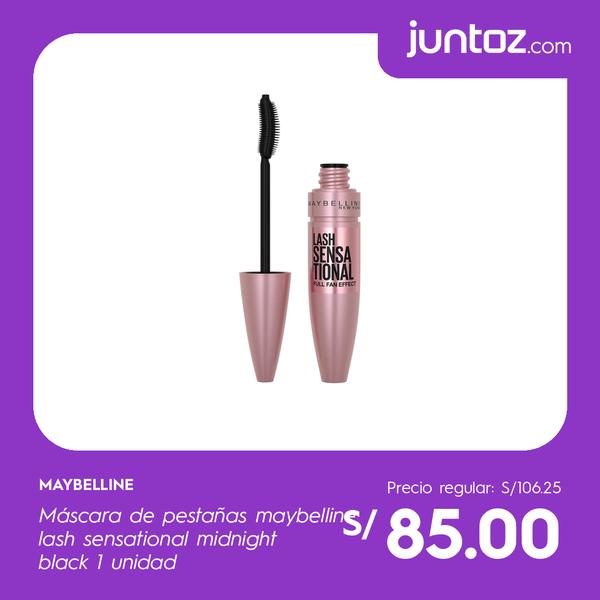 juntoz.com
MAYBELLINE
NEW YORK
LASH
SENSA
TIONAL
FULL FAN EFFECT
MAYBELLINE
Máscara de pestañas maybelline
lash sensational midnight
black 1 unidad
Precio regular: S/106.25
S/ 85.00